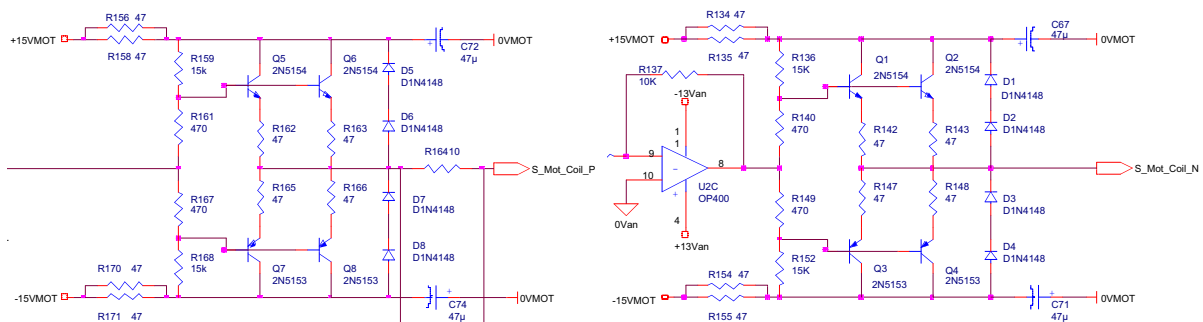 R156 47
+15VMOT
R158 47
R159
15k
Q5
2N5154
Q6
2N5154
C72
47µ
0VMOT
D5
D1N4148
R161
470
R162
47
R163
47
D6
D1N4148
R16410
S_Mot_Coil_P
R167
470
R165
47
R166
47
D7
D1N4148
R168
15k
Q7
2N5153
Q8
2N5153
D8
D1N4148
R170 47
-15VMOT
R171 47
C74
47µ
0VMOT
R134 47
+15VMOT
R135 47
R137
10K
R136
15K
Q1
2N5154
Q2
2N5154
C67
47µ
0VMOT
D1
D1N4148
-13Van
1
1
R140
470
R142
47
R143
47
D2
D1N4148
9
10
8
U2C
OP400
0Van
4
+13Van
S_Mot_Coil_N
R149
470
R147
47
R148
47
D3
D1N4148
R152
15K
Q3
2N5153
Q4
2N5153
D4
D1N4148
R154 47
-15VMOT
R155 47
C71
47µ
0VMOT